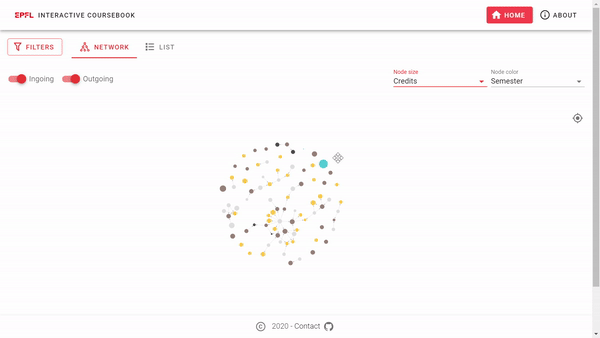 EPFL INTERACTIVE COURSEBOOK
HOME
ABOUT
FILTERS
NETWORK
LIST
Ingoing
Outgoing
Node size
Credits
Node color
Semester
© 2020 - Contact